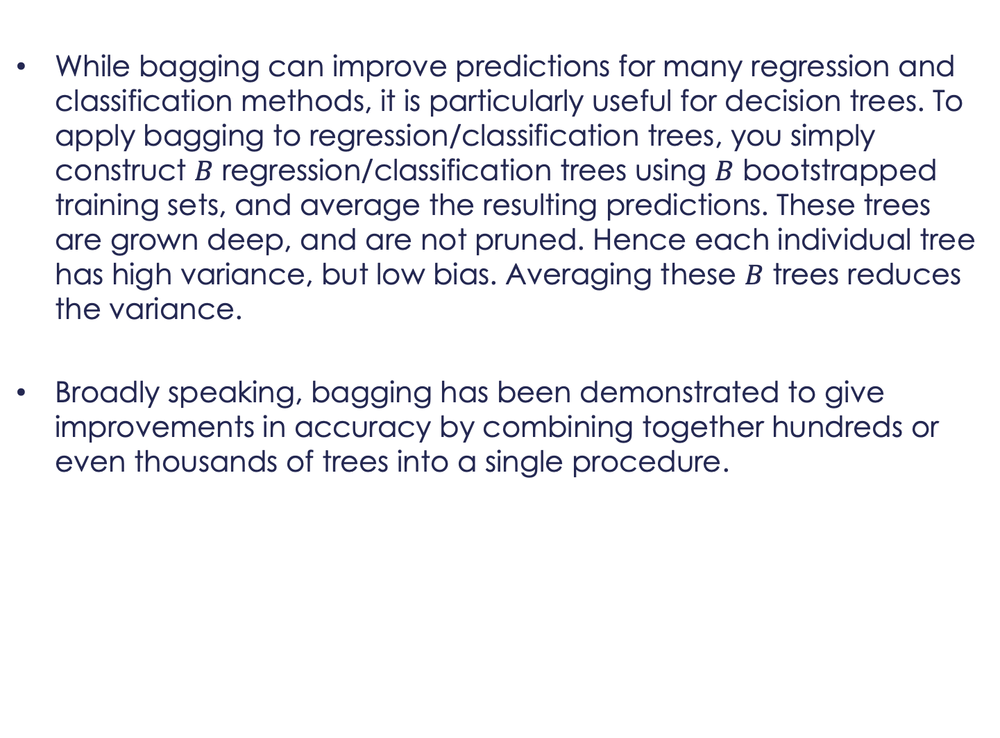 • While bagging can improve predictions for many regression and
classification methods, it is particularly useful for decision trees. To
apply bagging to regression/classification trees, you simply
construct B regression/classification trees using B bootstrapped
training sets, and average the resulting predictions. These trees
are grown deep, and are not pruned. Hence each individual tree
has high variance, but low bias. Averaging these B trees reduces
the variance.
• Broadly speaking, bagging has been demonstrated to give
improvements in accuracy by combining together hundreds or
even thousands of trees into a single procedure.